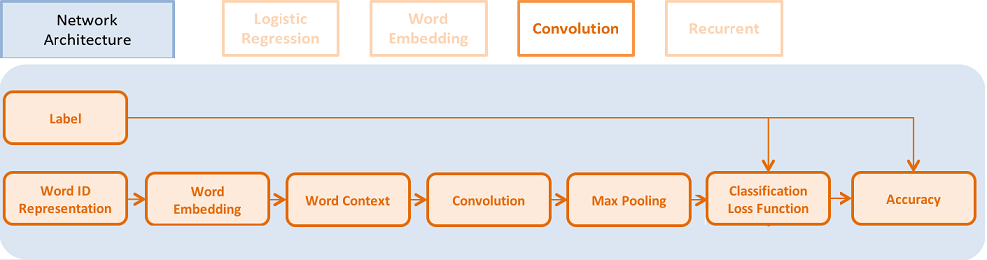 Network
Architecture
Logistic
Regression
Word
Embedding
Convolution
Recurrent
Label
Word ID
Representation
Word
Embedding
Word Context
Convolution
Max Pooling
Classification
Loss Function
Accuracy